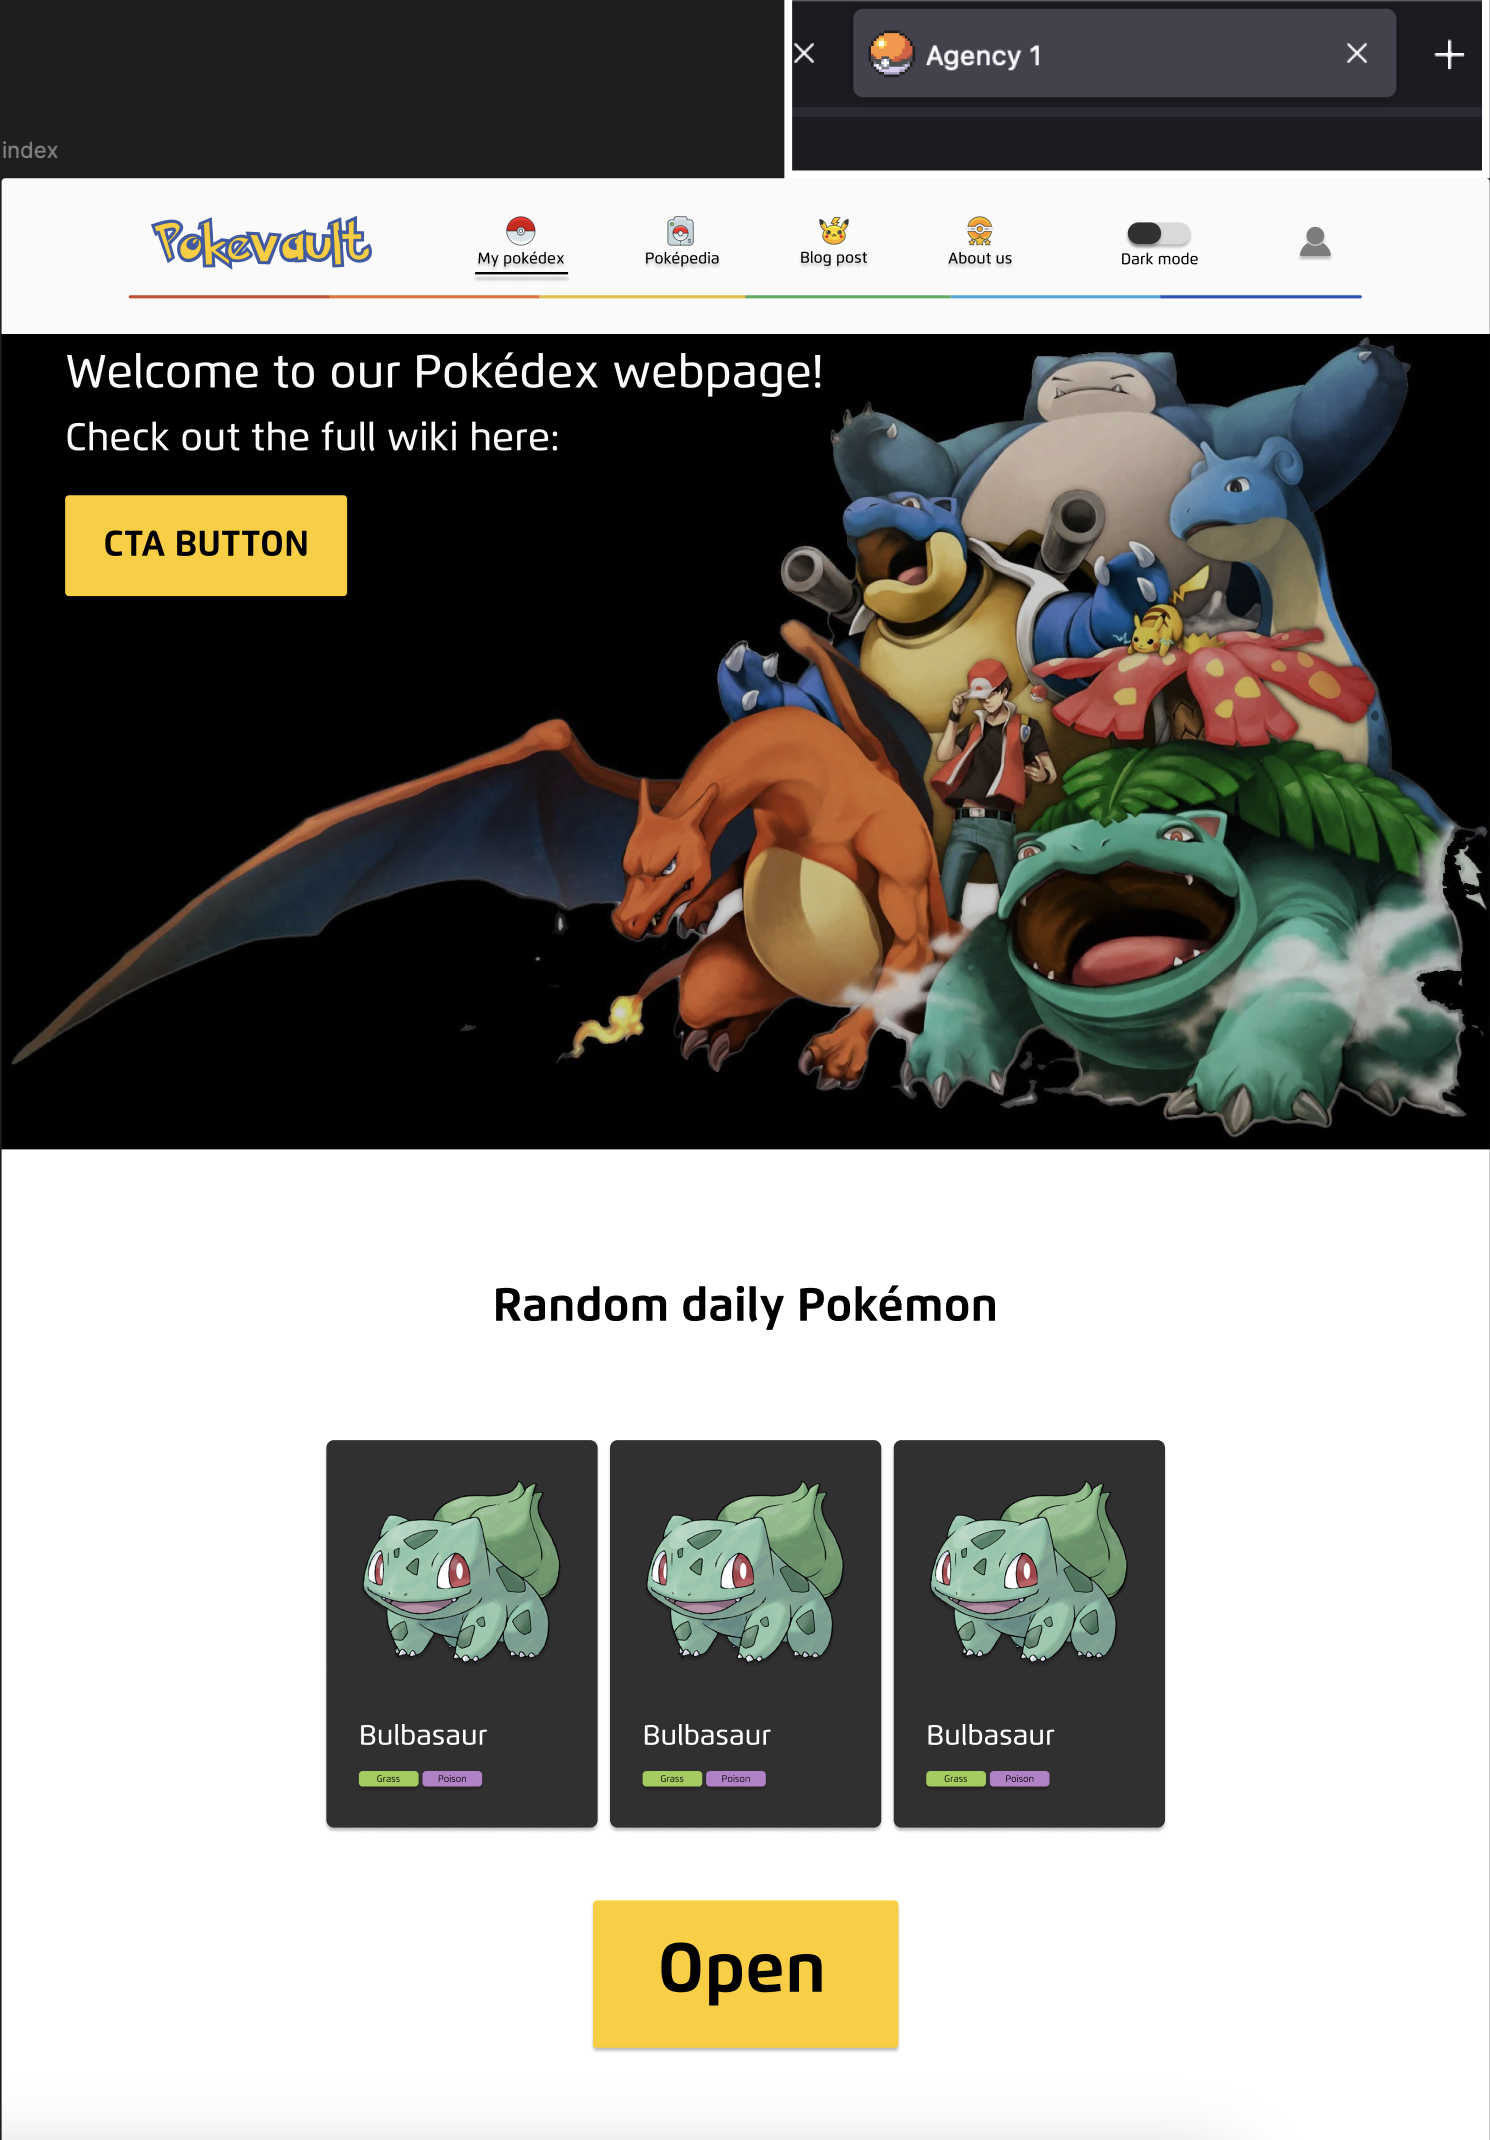 Agency 1
index
Pokevault
My pokédex
Poképedia
Blog post
About us
Dark mode
Welcome to our Pokédex webpage!
Check out the full wiki here:
CTA BUTTON
Random daily Pokémon
Bulbasaur
Grass Poison
Bulbasaur
Grass Poison
Bulbasaur
Grass Poison
Open